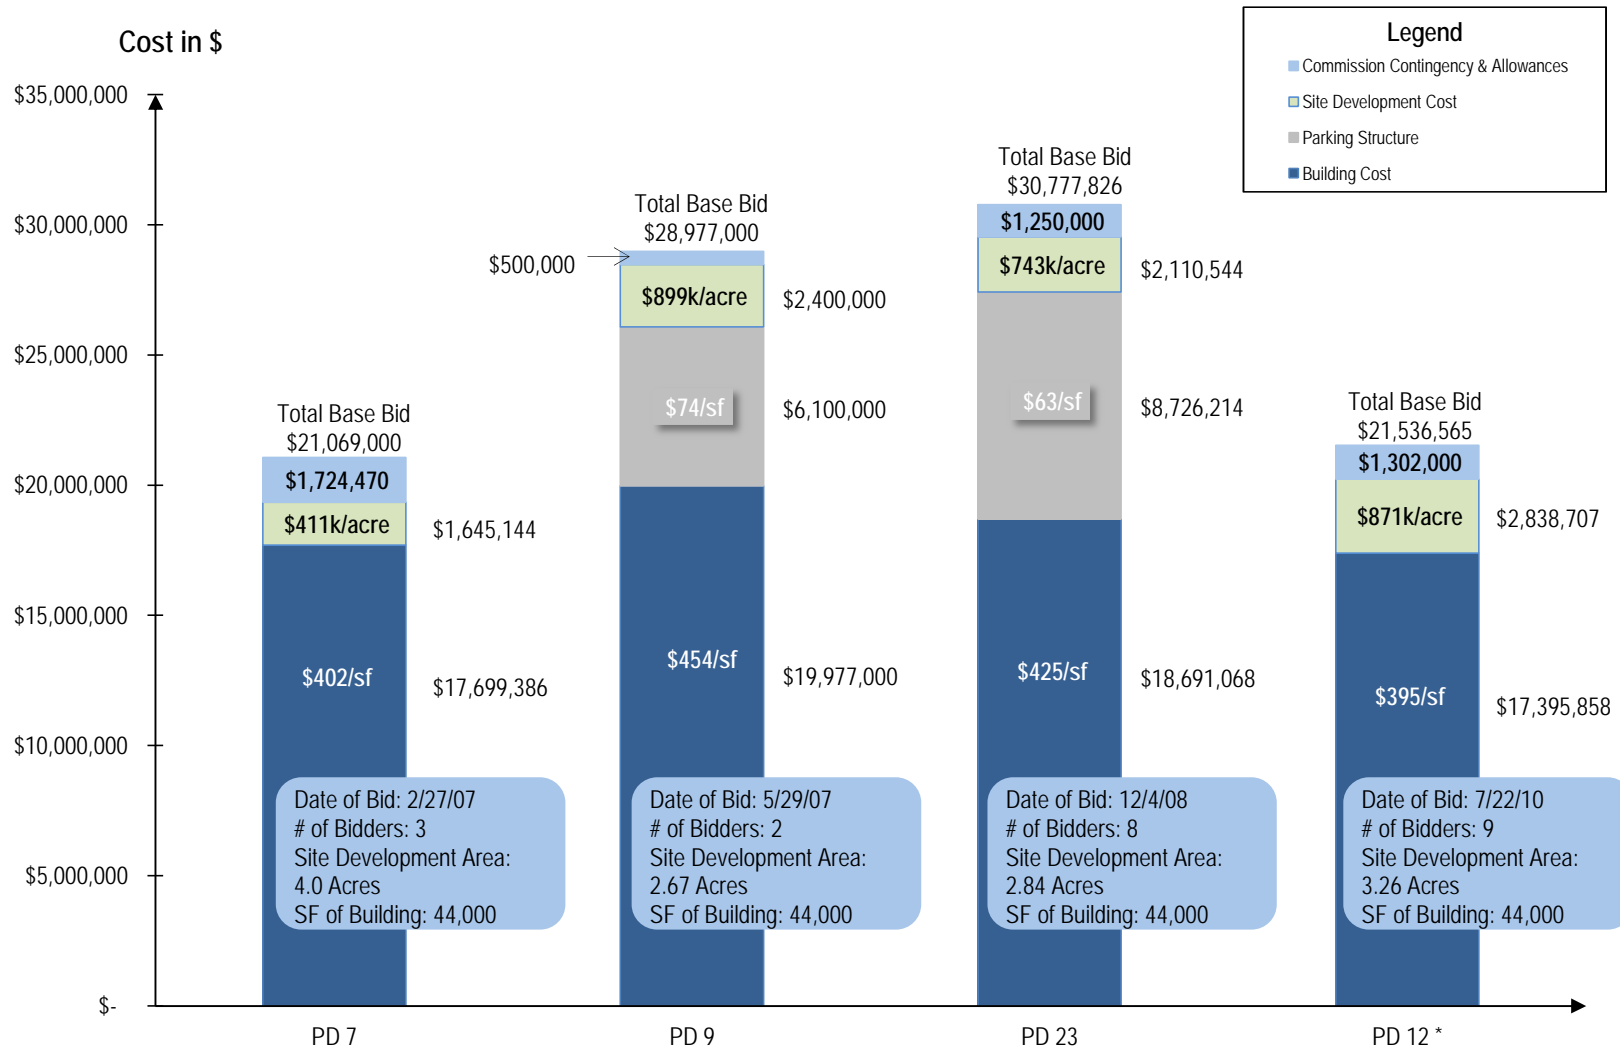 Cost in $
Legend
Commission Contingency & Allowances
Site Development Cost
Parking Structure
Building Cost
$35,000,000
$30,000,000
$25,000,000
$20,000,000
$15,000,000
$10,000,000
$5,000,000
$-
Total Base Bid
$21,069,000
$1,724,470
$411k/acre
$1,645,144
$402/sf
$17,699,386
Date of Bid: 2/27/07
# of Bidders: 3
Site Development Area:
4.0 Acres
SF of Building: 44,000
PD 7
Total Base Bid
$28,977,000
$500,000
$899k/acre
$2,400,000
$74/sf
$6,100,000
$454/sf
$19,977,000
Date of Bid: 5/29/07
# of Bidders: 2
Site Development Area:
2.67 Acres
SF of Building: 44,000
PD 9
Total Base Bid
$30,777,826
$1,250,000
$743k/acre
$2,110,544
$63/sf
$8,726,214
$425/sf
$18,691,068
Date of Bid: 12/4/08
# of Bidders: 8
Site Development Area:
2.84 Acres
SF of Building: 44,000
PD 23
Total Base Bid
$21,536,565
$1,302,000
$871k/acre
$2,838,707
$395/sf
$17,395,858
Date of Bid: 7/22/10
# of Bidders: 9
Site Development Area:
3.26 Acres
SF of Building: 44,000
PD 12 *